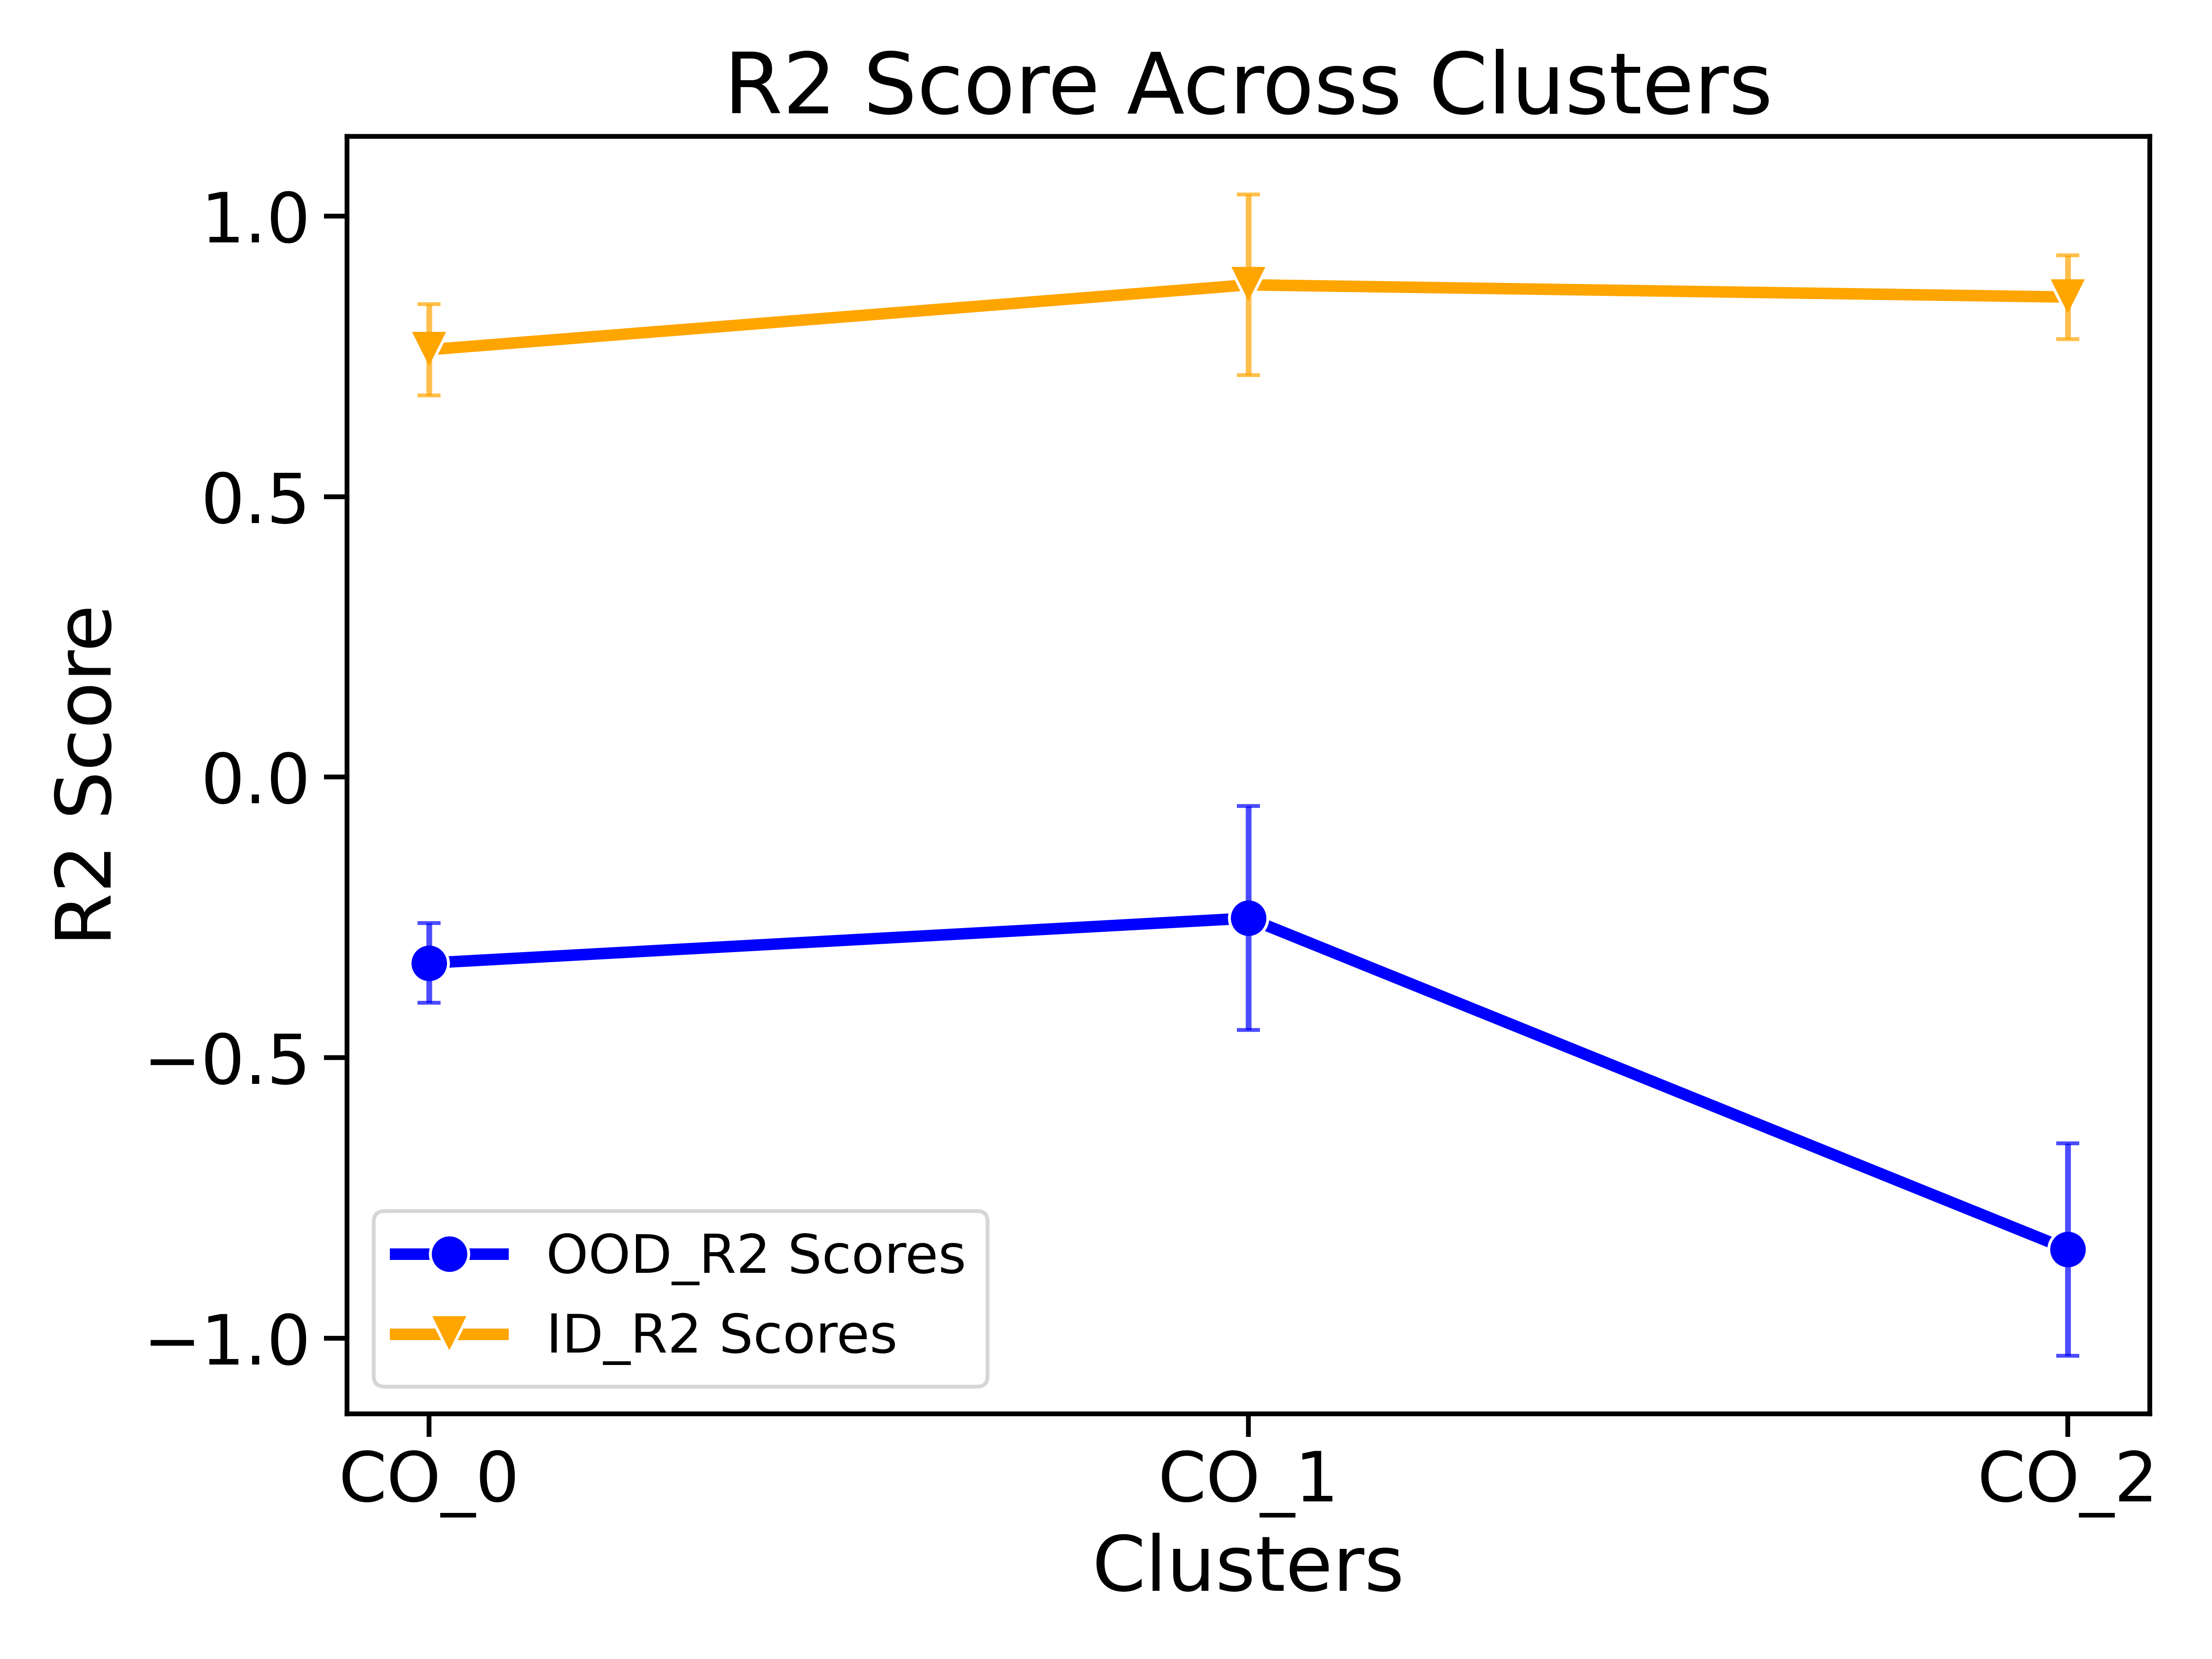 R2 Score Across Clusters
R2 Score
1.0
0.5
0.0
−0.5
−1.0
OOD_R2 Scores
ID_R2 Scores
CO_0
CO_1
CO_2
Clusters